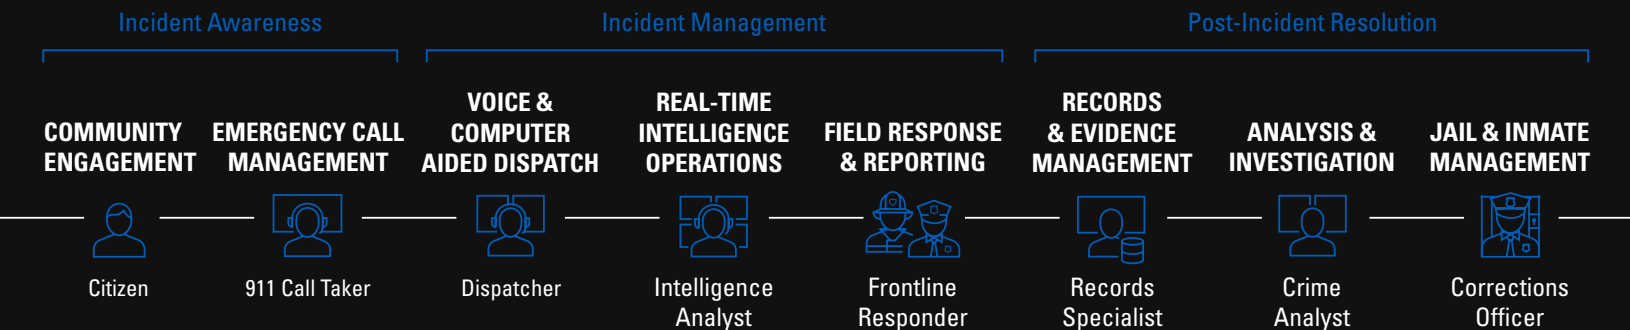 Incident Awareness
Incident Management
Post-Incident Resolution
COMMUNITY
ENGAGEMENT
EMERGENCY CALL
MANAGEMENT
VOICE &
COMPUTER
AIDED DISPATCH
REAL-TIME
INTELLIGENCE
OPERATIONS
FIELD RESPONSE
& REPORTING
RECORDS
& EVIDENCE
MANAGEMENT
ANALYSIS &
INVESTIGATION
JAIL & INMATE
MANAGEMENT
Citizen
911 Call Taker
Dispatcher
Intelligence
Analyst
Frontline
Responder
Records
Specialist
Crime
Analyst
Corrections
Officer